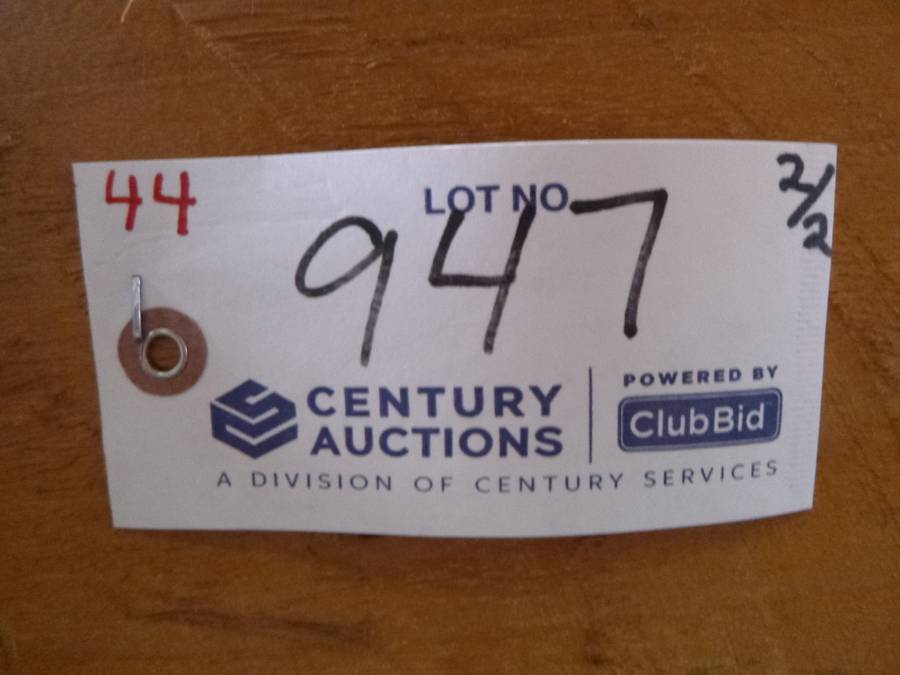 44
LOT NO.
2/2
947
CENTURY
AUCTIONS
POWERED BY
ClubBid
A DIVISION OF CENTURY SERVICES